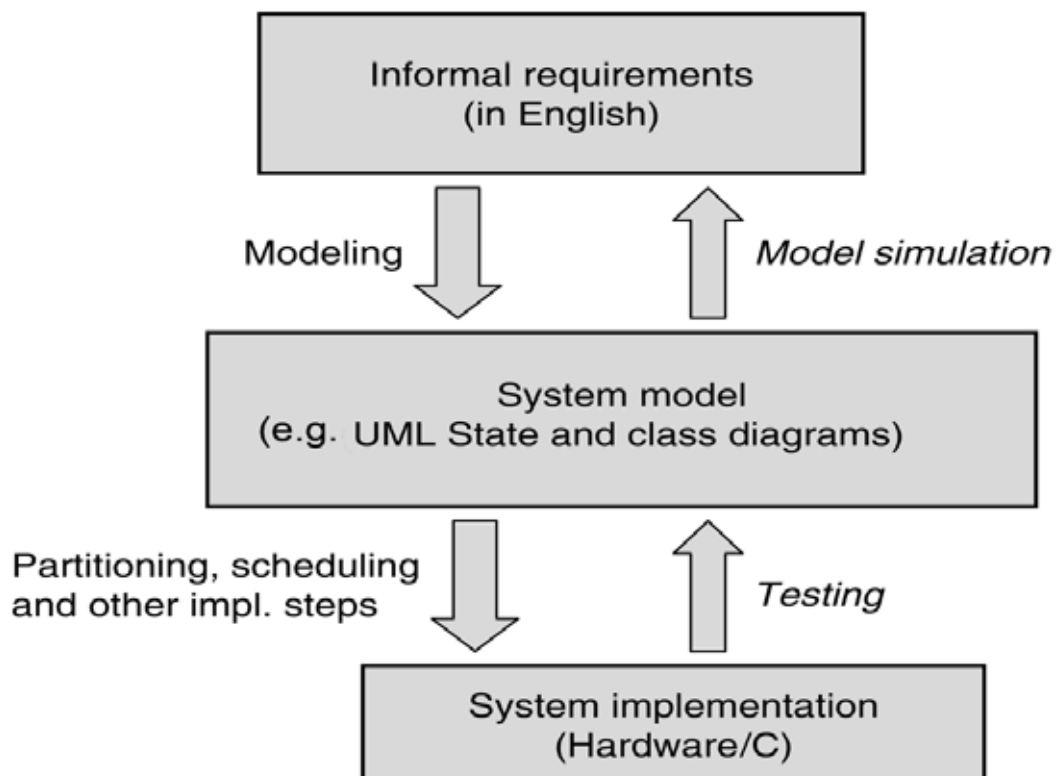 Informal requirements
(in English)
Modeling
Model simulation
System model
(e.g. UML State and class diagrams)
Partitioning, scheduling
and other impl. steps
Testing
System implementation
(Hardware/C)